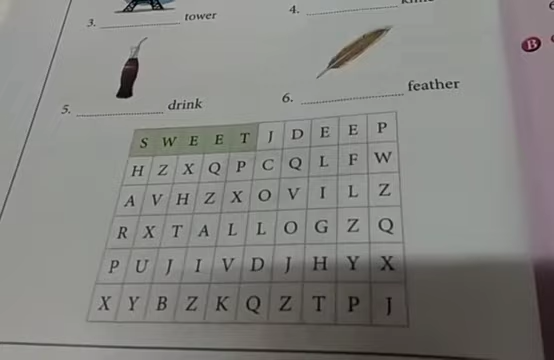 3. tower
4.
5. drink
6. feather
B
S W E E T J D E E P
H Z X Q P C Q L F W
A V H Z X O V I L Z
R X T A L L O G Z Q
P U J I V D J H Y X
X Y B Z K Q Z T P J